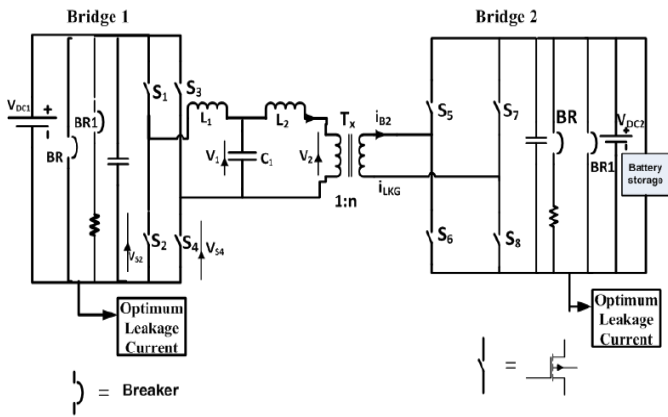 Bridge 1
Bridge 2
V_DC1
+
-
BR
BR1
S₁
S₃
L₁
L₂
V₁
C₁
V₂
Tₓ
1:n
i_B2
i_LKG
S₂
S₄
V_S2
V_S4
S₅
S₇
S₆
S₈
BR
BR1
V_DC2
+
-
Battery
storage
Optimum
Leakage
Current
Optimum
Leakage
Current
= Breaker
=